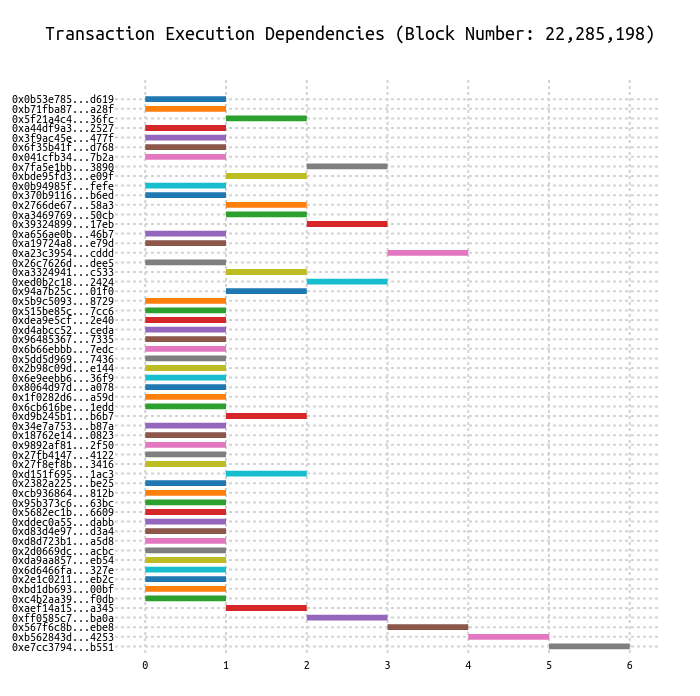 Transaction Execution Dependencies (Block Number: 22,285,198)
0x0b53e785...d619
0xb71fba87...a28f
0x5f21a4c4...36fc
0xa44df9a3...2527
0x3f9ac45e...477f
0x6f35b41f...d768
0x041cfb34...7b2a
0x7fa5e1bb...3890
0xbde95fd3...e09f
0x0b94985f...fefe
0x370b9116...b6ed
0x2766de67...58a3
0xa3469769...50cb
0x39324899...17eb
0xa656ae0b...46b7
0xa19724a8...e79d
0xa23c3954...cddd
0x26c7626d...dee5
0xa3324941...c533
0xed0b2c18...2424
0x94a7b25c...01f0
0x5b9c5093...8729
0x515be85c...7cc6
0xdea9e5cf...2e40
0xd4abcc52...ceda
0x96485367...7335
0x6b66ebbb...7edc
0x5dd5d969...7436
0x2b98c09d...e144
0x6e9eebb6...36f9
0x8064d97d...a078
0x1f0282d6...a59d
0x6cb616be...1edd
0xd9b245b1...b6b7
0x34e7a753...b87a
0x18762e14...0823
0x9892af81...2f50
0x27fb4147...4122
0x27f8ef8b...3416
0xd151f695...1ac3
0x2382a225...be25
0xcb936864...812b
0x95b373c6...63bc
0x5682ec1b...6609
0xddec0a55...dabb
0xd83d4e97...d3a4
0xd8d723b1...a5d8
0x2d0669dc...acbc
0xda9aa857...eb54
0x6d6466fa...327e
0x2e1c0211...eb2c
0xbd1db693...00bf
0xc4b2aa39...f0db
0xaef14a15...a345
0xff0585c7...ba0a
0x567f6c8b...ebe8
0xb562843d...4253
0xe7cc3794...b551
0 1 2 3 4 5 6